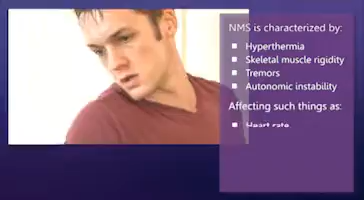 NMS is characterized by:
■ Hyperthermia
■ Skeletal muscle rigidity
■ Tremors
■ Autonomic instability
Affecting such things as:
■ Heart rate